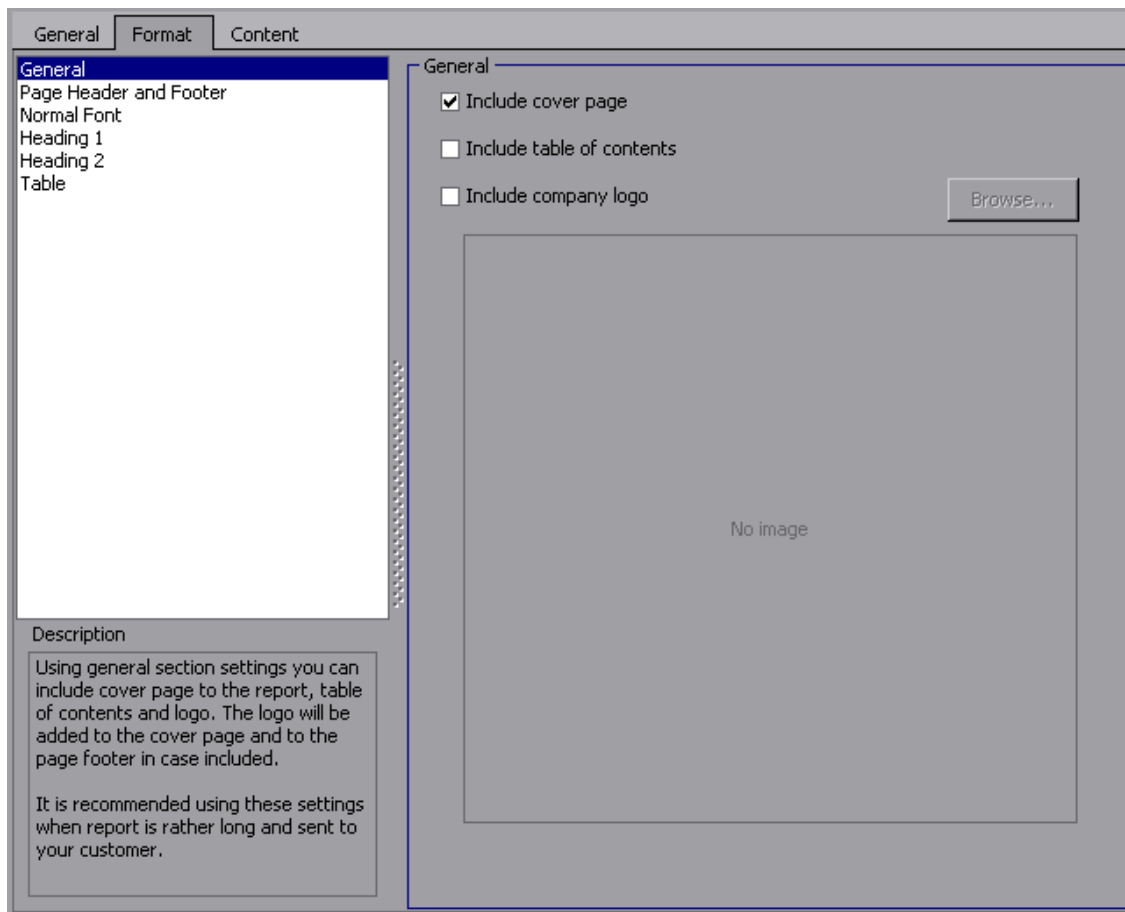 General Format Content
General
Page Header and Footer
Normal Font
Heading 1
Heading 2
Table
Description
Using general section settings you can
include cover page to the report, table
of contents and logo. The logo will be
added to the cover page and to the
page footer in case included.
It is recommended using these settings
when report is rather long and sent to
your customer.
General
Include cover page
Include table of contents
Include company logo
Browse...
No image